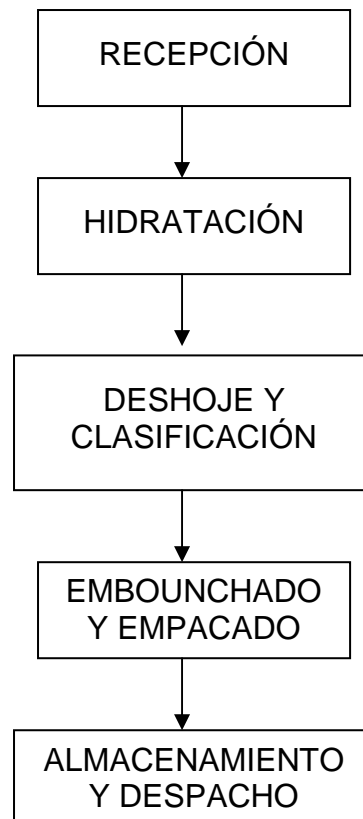 RECEPCIÓN
HIDRATACIÓN
DESHOJE Y
CLASIFICACIÓN
EMBOUNCHADO
Y EMPACADO
ALMACENAMIENTO
Y DESPACHO